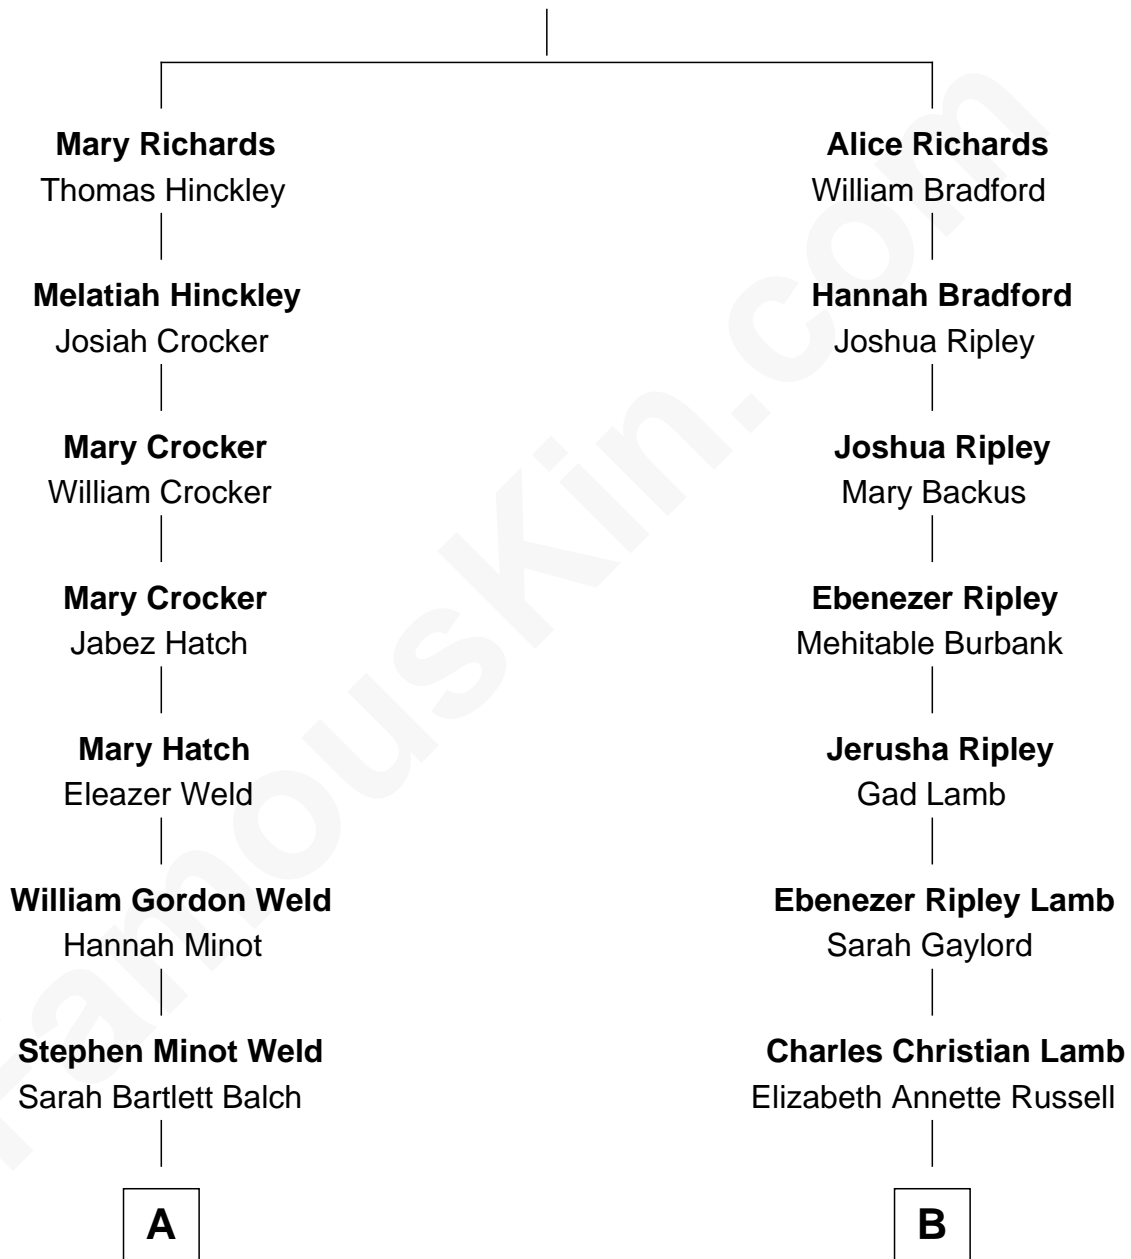 Mary Richards
Thomas Hinckley
Alice Richards
William Bradford
Melatiah Hinckley
Josiah Crocker
Hannah Bradford
Joshua Ripley
Mary Crocker
William Crocker
Joshua Ripley
Mary Backus
Mary Crocker
Jabez Hatch
Ebenezer Ripley
Mehitable Burbank
Mary Hatch
Eleazer Weld
Jerusha Ripley
Gad Lamb
William Gordon Weld
Hannah Minot
Ebenezer Ripley Lamb
Sarah Gaylord
Stephen Minot Weld
Sarah Bartlett Balch
Charles Christian Lamb
Elizabeth Annette Russell
A
B
FamousKin.com